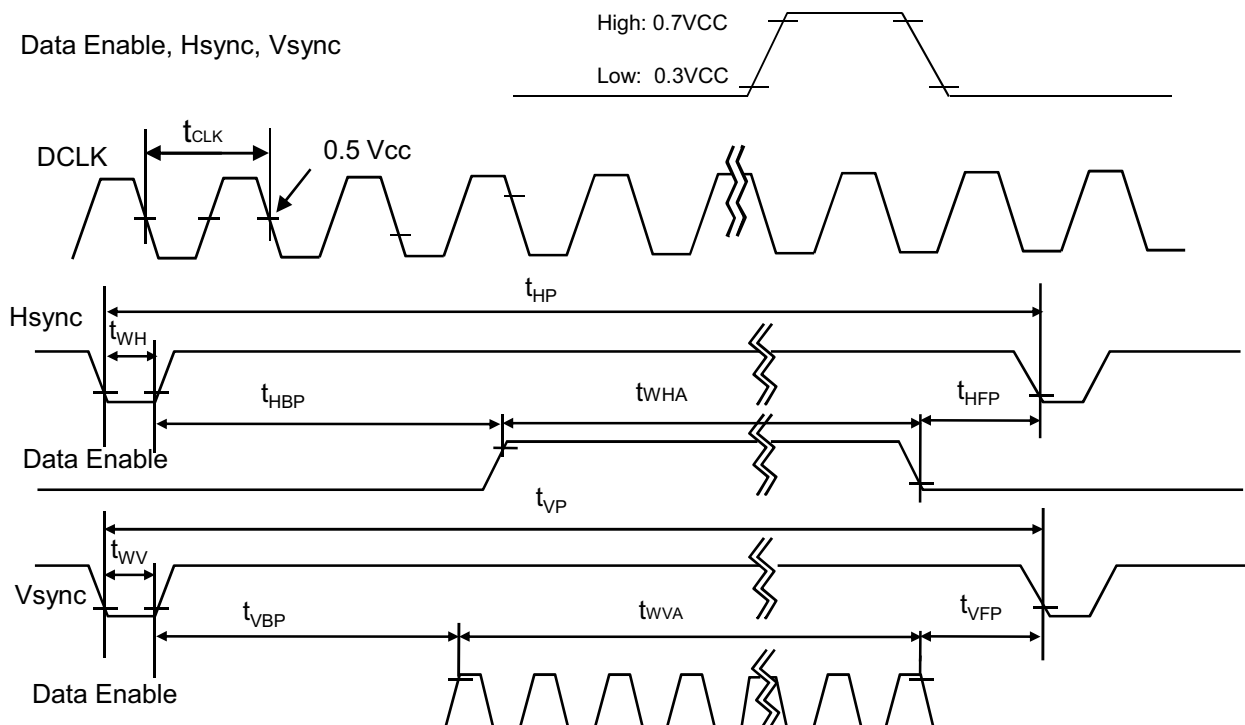 High: 0.7VCC
Data Enable, Hsync, Vsync
Low: 0.3VCC
tCLK
DCLK
0.5 Vcc
tHP
Hsync
tWH
tHBP
tWHA
tHFP
Data Enable
tVP
tWV
Vsync
tVBP
tWVA
tVFP
Data Enable